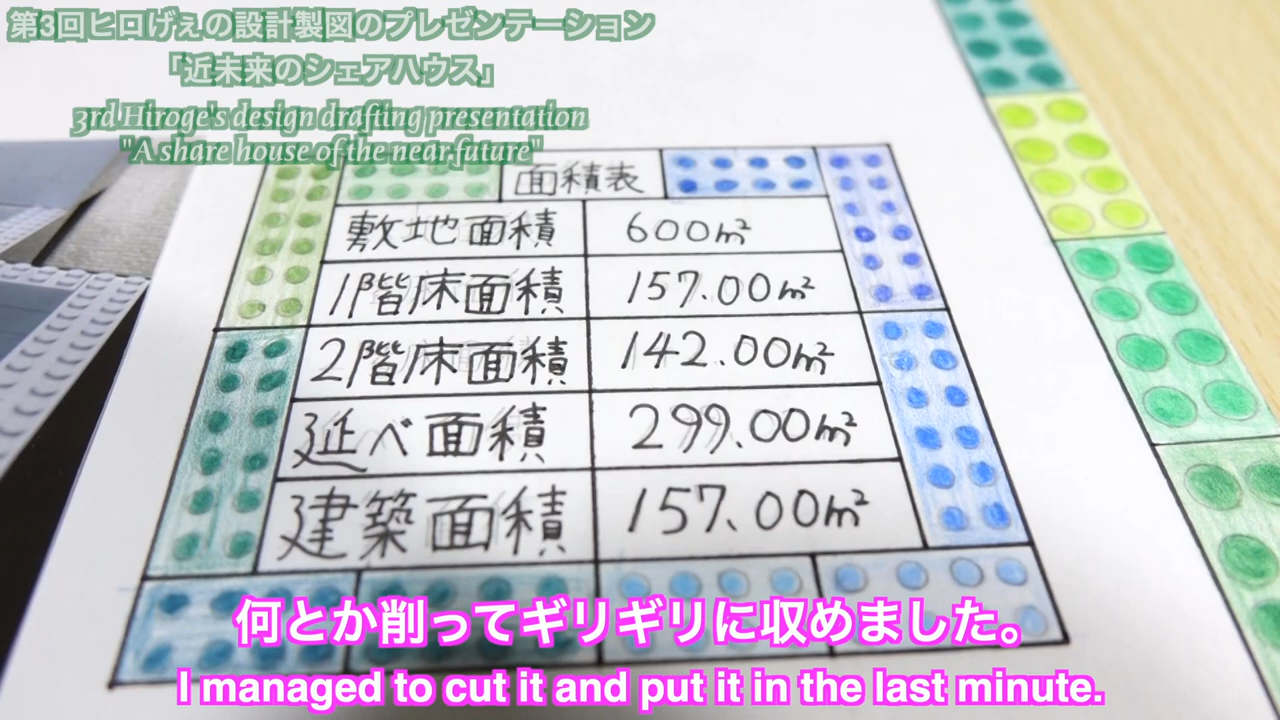 第3回ヒロげぇの設計製図のプレゼンテーション
「近未来のシェアハウス」
3rd Hiroge's design drafting presentation
"A share house of the near future"
面積表
敷地面積 600m²
1階床面積 157.00m²
2階床面積 142.00m²
延べ面積 299.00m²
建築面積 157.00m²
何とか削ってギリギリに収めました。
I managed to cut it and put it in the last minute.